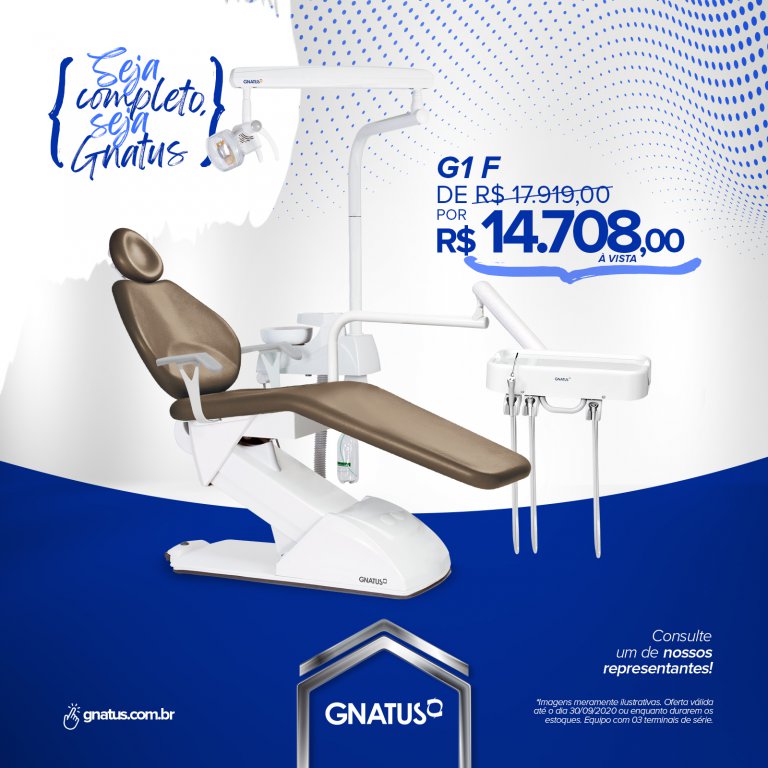 Seja
completo,
seja
Gnatus
GNATUS
G1 F
DE R$ 17.919,00
POR
R$ 14.708,00
À VISTA
GNATUS
GNATUS
Consulte
um de nossos
representantes!
gnatus.com.br
GNATUS
*Imagens meramente ilustrativas. Oferta válida
até o dia 30/09/2020 ou enquanto durarem os
estoques. Equipo com 03 terminais de série.